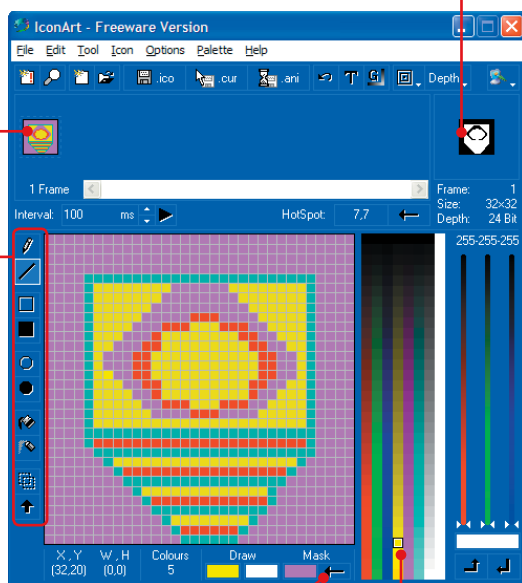 IconArt - Freeware Version
File Edit Tool Icon Options Palette Help
.ico .cur .ani Depth
1 Frame
Frame: 1
Size: 32×32
Depth: 24 Bit
Interval: 100 ms HotSpot: 7,7
255-255-255
X , Y W , H Colours Draw Mask
(32,20) (0,0) 5